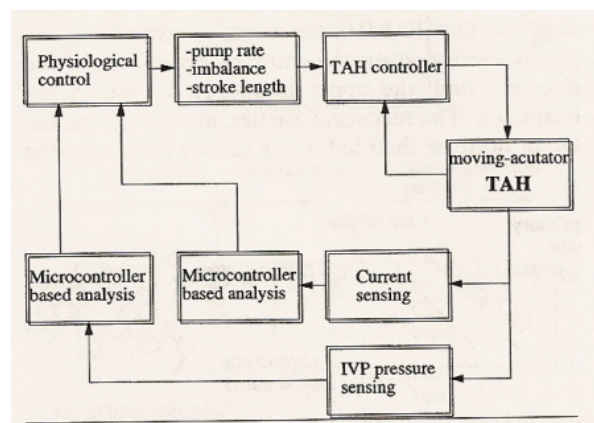 Physiological
control
-pump rate
-imbalance
-stroke length
TAH controller
moving-acutator
TAH
Microcontroller
based analysis
Microcontroller
based analysis
Current
sensing
IVP pressure
sensing